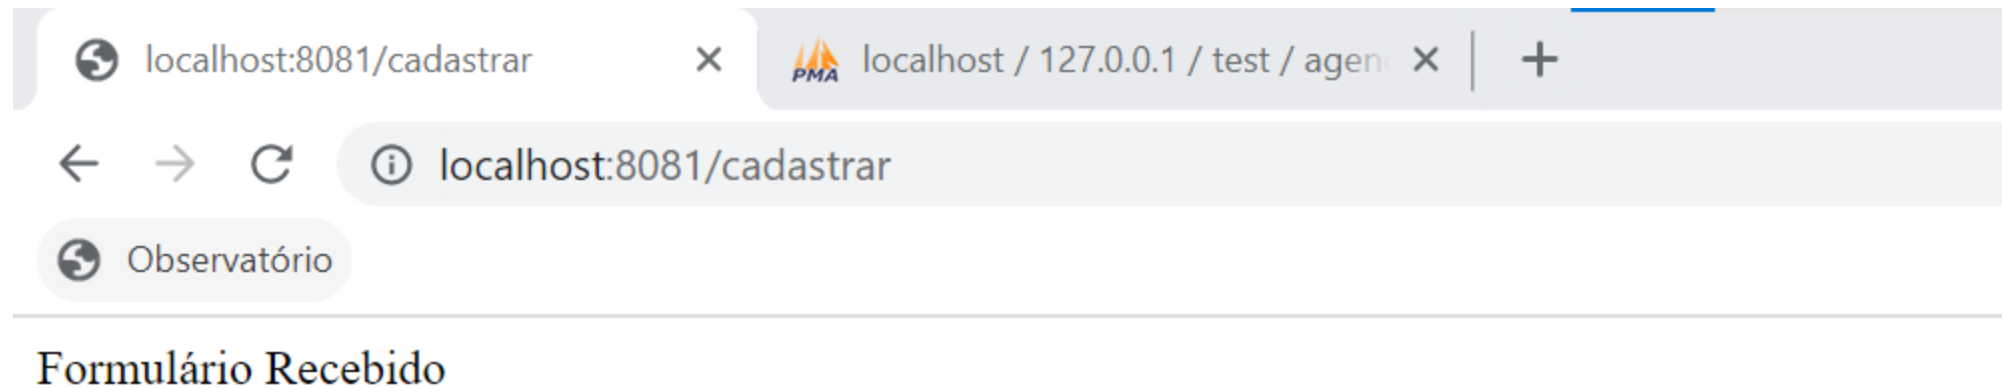 localhost:8081/cadastrar
PMA localhost / 127.0.0.1 / test / agen
localhost:8081/cadastrar
Observatório
Formulário Recebido